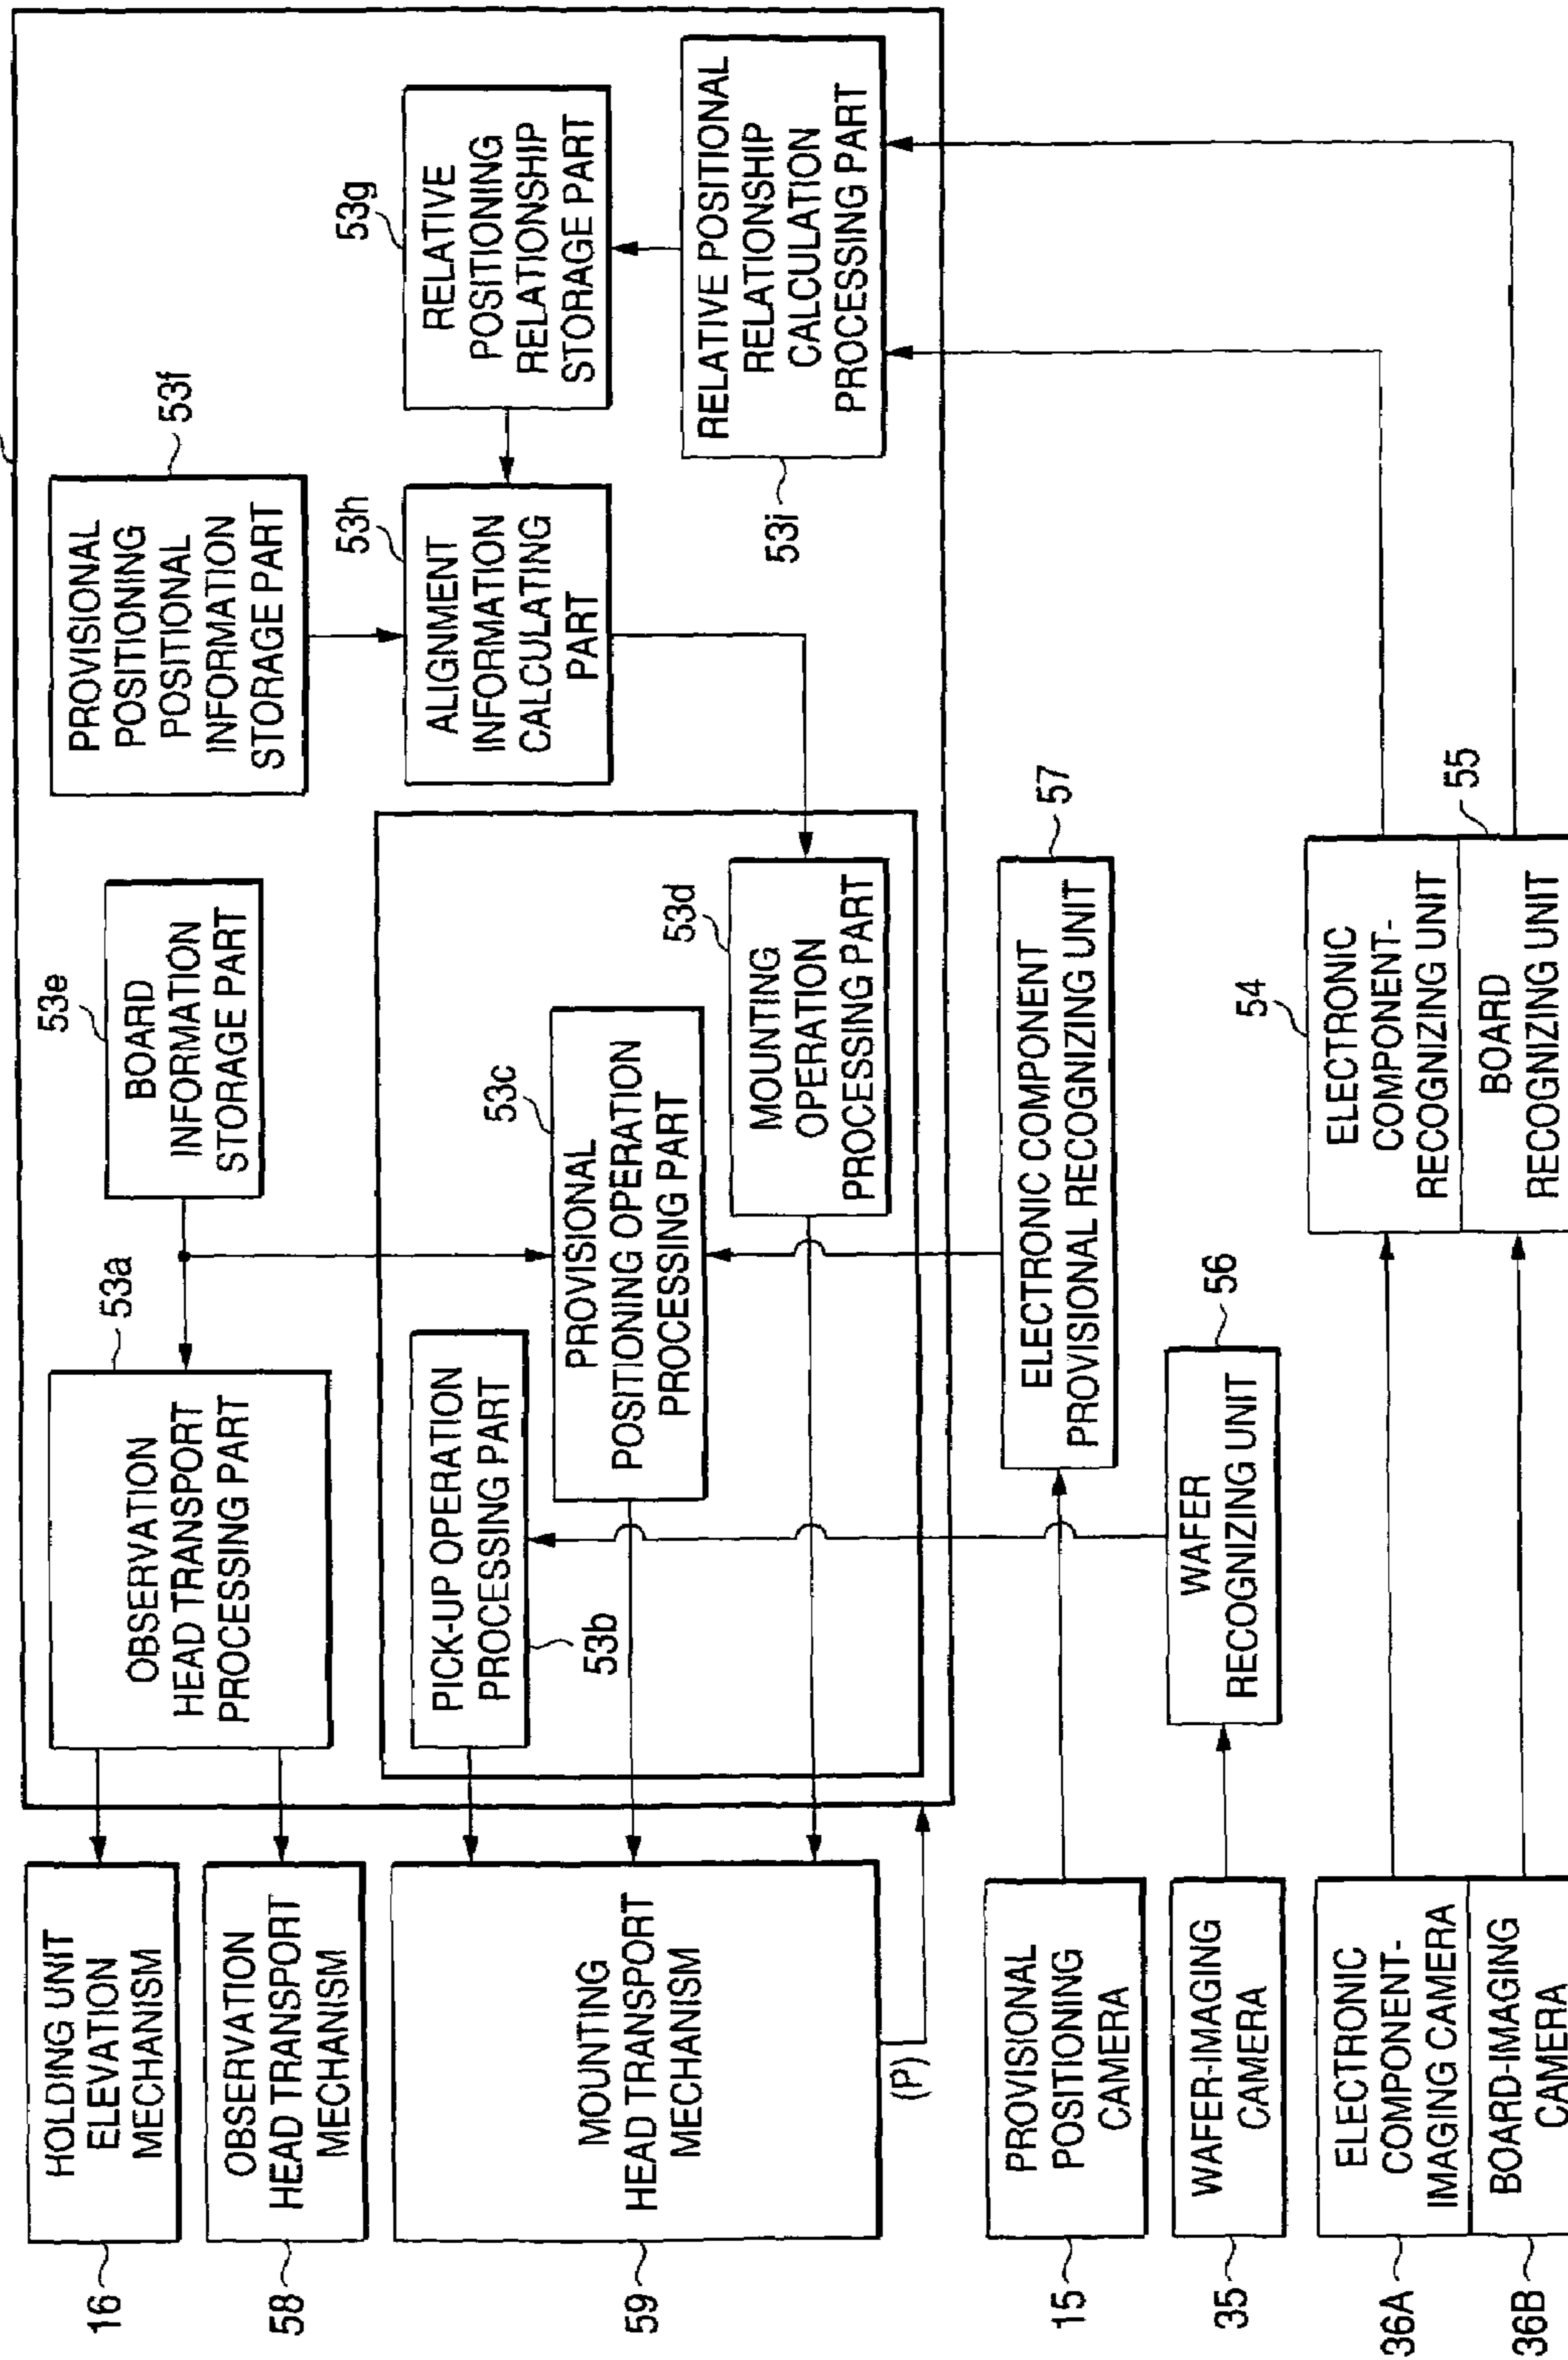 16
HOLDING UNIT
ELEVATION
MECHANISM
58
OBSERVATION
HEAD TRANSPORT
MECHANISM
59
MOUNTING
HEAD TRANSPORT
MECHANISM
(P)
15
PROVISIONAL
POSITIONING
CAMERA
35
WAFER-IMAGING
CAMERA
36A
ELECTRONIC
COMPONENT-
IMAGING CAMERA
36B
BOARD-IMAGING
CAMERA
53a
OBSERVATION
HEAD TRANSPORT
PROCESSING PART
53e
BOARD
INFORMATION
STORAGE PART
53f
PROVISIONAL
POSITIONING
POSITIONAL
INFORMATION
STORAGE PART
53g
RELATIVE
POSITIONING
RELATIONSHIP
STORAGE PART
53h
ALIGNMENT
INFORMATION
CALCULATING
PART
53i
RELATIVE POSITIONAL
RELATIONSHIP
CALCULATION
PROCESSING PART
53b
PICK-UP OPERATION
PROCESSING PART
53c
PROVISIONAL
POSITIONING OPERATION
PROCESSING PART
53d
MOUNTING
OPERATION
PROCESSING PART
57
ELECTRONIC COMPONENT
PROVISIONAL RECOGNIZING UNIT
56
WAFER
RECOGNIZING UNIT
54
ELECTRONIC
COMPONENT-
RECOGNIZING UNIT
55
BOARD
RECOGNIZING UNIT